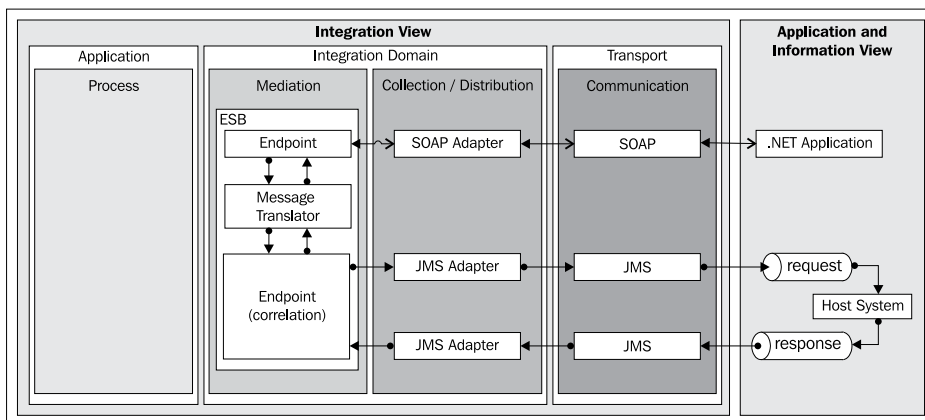 Integration View
Application and
Information View
Application
Integration Domain
Transport
Process
Mediation
Collection / Distribution
Communication
ESB
Endpoint
SOAP Adapter
SOAP
.NET Application
Message
Translator
Endpoint
(correlation)
JMS Adapter
JMS
request
Host System
JMS Adapter
JMS
response